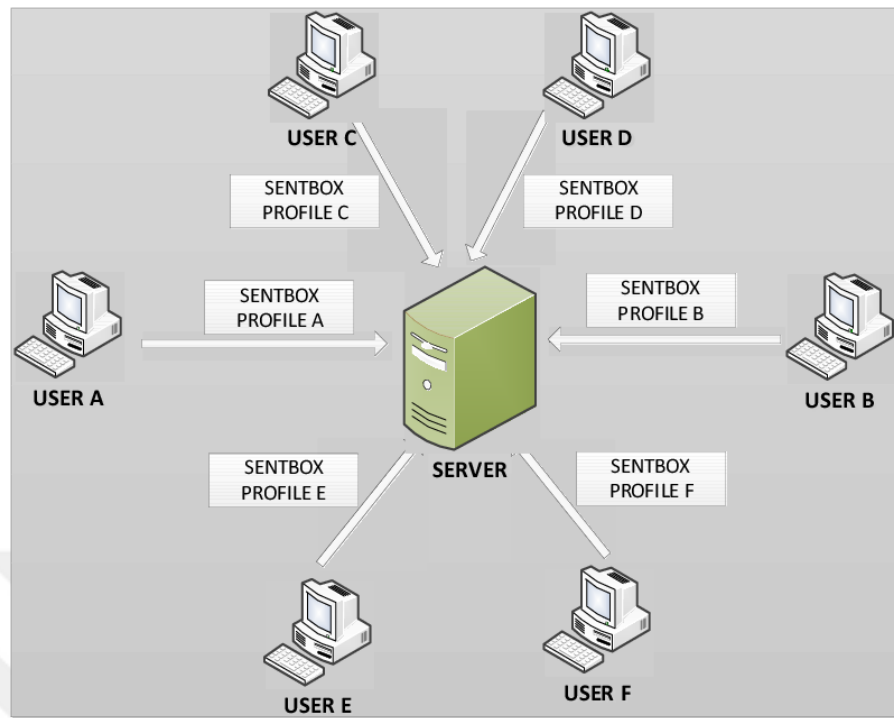 USER C
USER D
SENTBOX
PROFILE C
SENTBOX
PROFILE D
SENTBOX
PROFILE A
SENTBOX
PROFILE B
USER A
USER B
SERVER
SENTBOX
PROFILE E
SENTBOX
PROFILE F
USER E
USER F